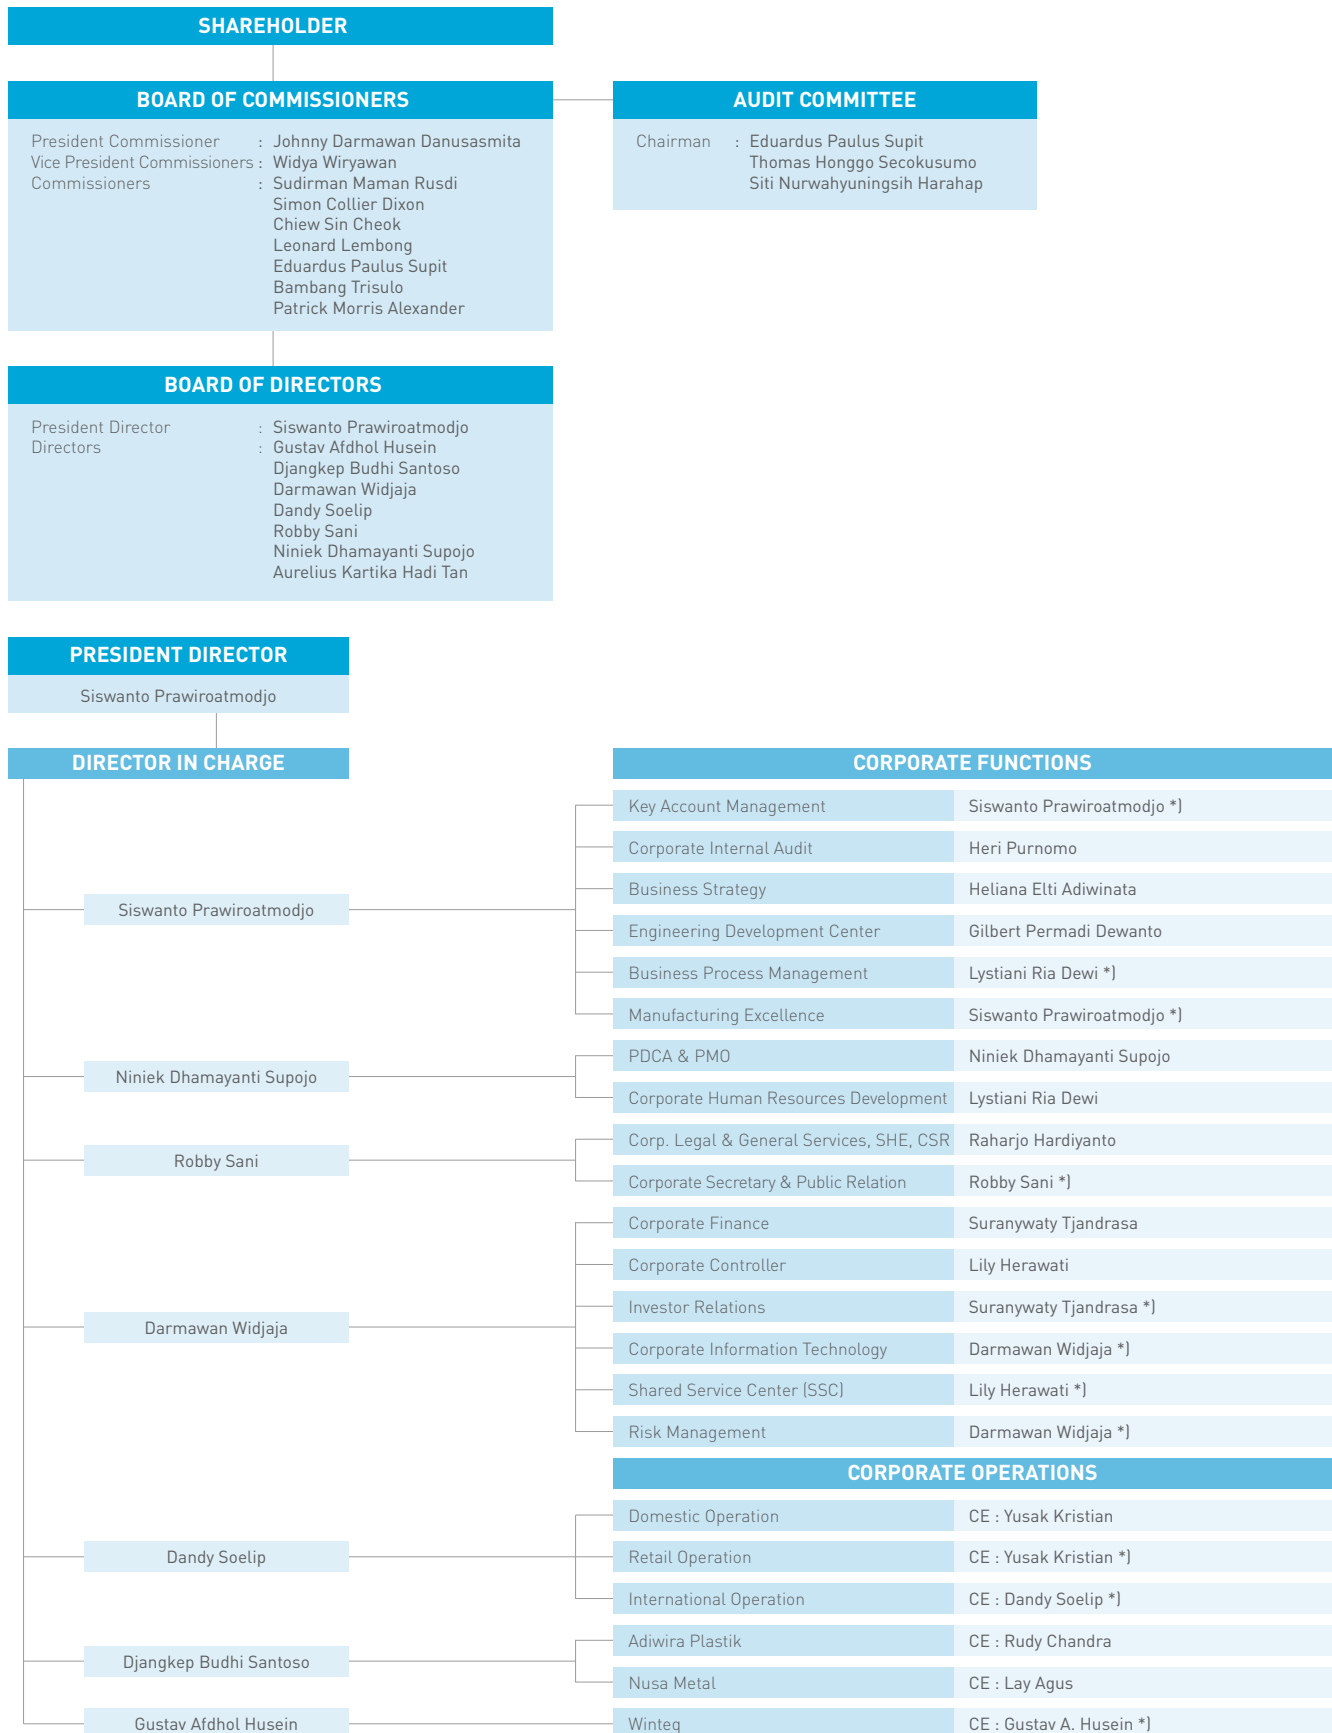 SHAREHOLDER
BOARD OF COMMISSIONERS
President Commissioner : Johnny Darmawan Danusasmita
Vice President Commissioners : Widya Wiryawan
Commissioners : Sudirman Maman Rusdi
Simon Collier Dixon
Chiew Sin Cheok
Leonard Lembong
Eduardus Paulus Supit
Bambang Trisulo
Patrick Morris Alexander
AUDIT COMMITTEE
Chairman : Eduardus Paulus Supit
Thomas Honggo Secokusumo
Siti Nurwahyuningsih Harahap
BOARD OF DIRECTORS
President Director : Siswanto Prawiroatmodjo
Directors : Gustav Afdhol Husein
Djangkep Budhi Santoso
Darmawan Widjaja
Dandy Soelip
Robby Sani
Niniek Dhamayanti Supojo
Aurelius Kartika Hadi Tan
PRESIDENT DIRECTOR
Siswanto Prawiroatmodjo
DIRECTOR IN CHARGE
CORPORATE FUNCTIONS
Siswanto Prawiroatmodjo
Key Account Management Siswanto Prawiroatmodjo *)
Corporate Internal Audit Heri Purnomo
Business Strategy Heliana Elti Adiwinata
Engineering Development Center Gilbert Permadi Dewanto
Business Process Management Lystiani Ria Dewi *)
Manufacturing Excellence Siswanto Prawiroatmodjo *)
Niniek Dhamayanti Supojo
PDCA & PMO Niniek Dhamayanti Supojo
Corporate Human Resources Development Lystiani Ria Dewi
Robby Sani
Corp. Legal & General Services, SHE, CSR Raharjo Hardiyanto
Corporate Secretary & Public Relation Robby Sani *)
Darmawan Widjaja
Corporate Finance Suranywaty Tjandrasa
Corporate Controller Lily Herawati
Investor Relations Suranywaty Tjandrasa *)
Corporate Information Technology Darmawan Widjaja *)
Shared Service Center (SSC) Lily Herawati *)
Risk Management Darmawan Widjaja *)
CORPORATE OPERATIONS
Dandy Soelip
Domestic Operation CE : Yusak Kristian
Retail Operation CE : Yusak Kristian *)
International Operation CE : Dandy Soelip *)
Djangkep Budhi Santoso
Adiwira Plastik CE : Rudy Chandra
Nusa Metal CE : Lay Agus
Gustav Afdhol Husein
Winteq CE : Gustav A. Husein *)